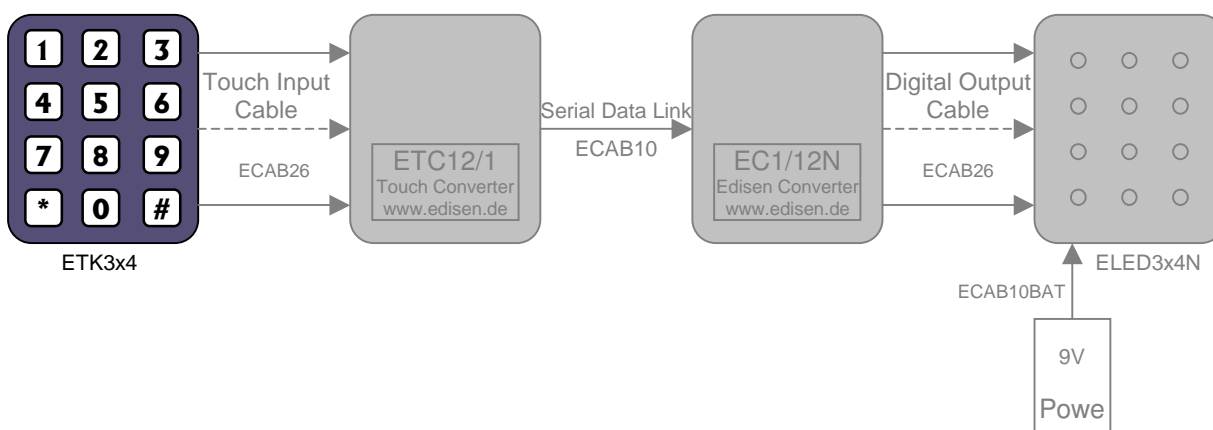 1 2 3
4 5 6
7 8 9
* 0 #
ETK3x4
Touch Input
Cable
ECAB26
ETC12/1
Touch Converter
www.edisen.de
Serial Data Link
ECAB10
EC1/12N
Edisen Converter
www.edisen.de
Digital Output
Cable
ECAB26
ELED3x4N
ECAB10BAT
9V
Powe